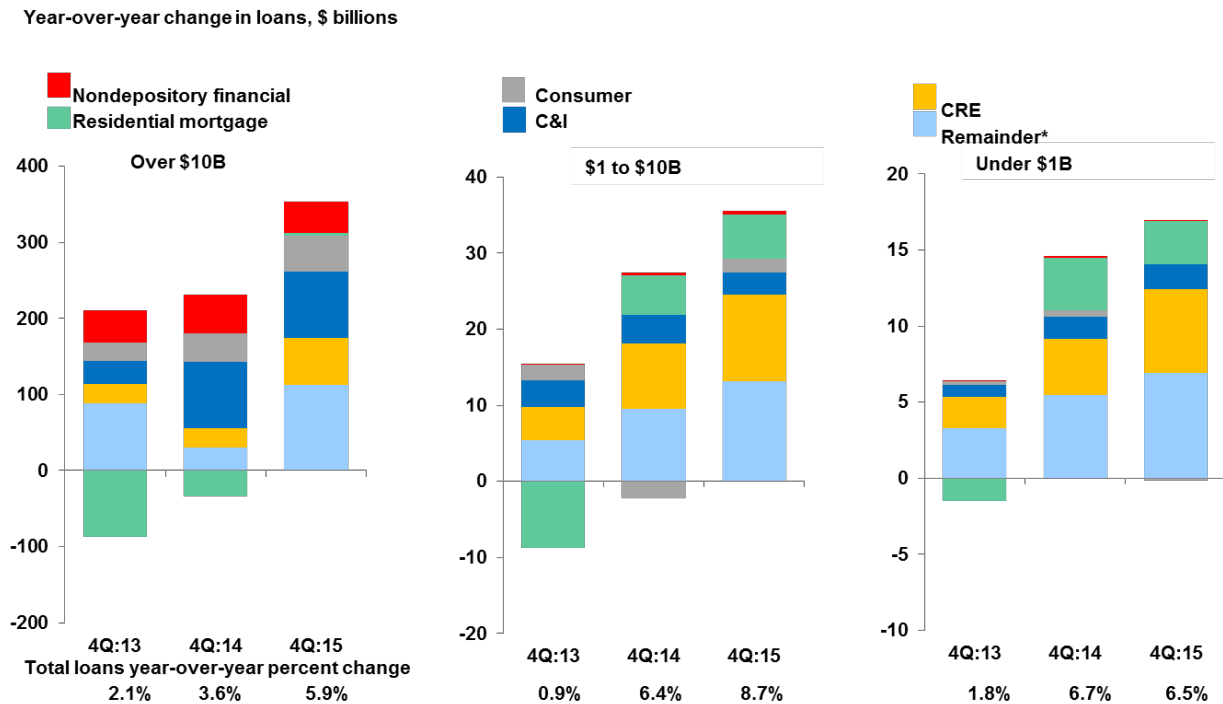 Year-over-year change in loans, $ billions
Nondepository financial
Residential mortgage
Consumer
C&I
CRE
Remainder*
Over $10B
400
300
200
100
0
-100
-200
4Q:13 4Q:14 4Q:15
$1 to $10B
40
30
20
10
0
-10
-20
4Q:13 4Q:14 4Q:15
Under $1B
20
15
10
5
0
-5
-10
4Q:13 4Q:14 4Q:15
Total loans year-over-year percent change
2.1% 3.6% 5.9%
0.9% 6.4% 8.7%
1.8% 6.7% 6.5%